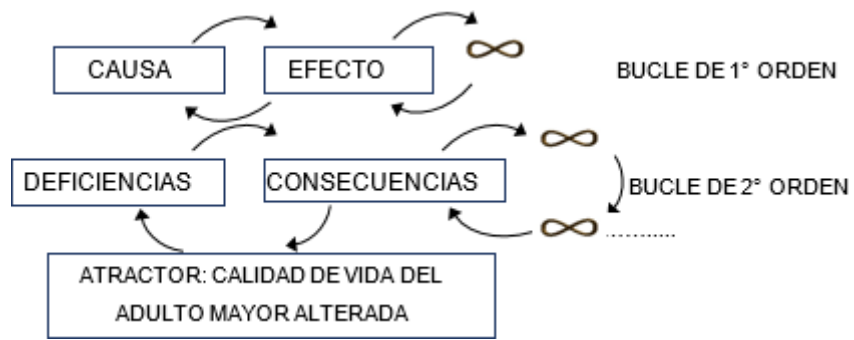 CAUSA
EFECTO
BUCLE DE 1° ORDEN
DEFICIENCIAS
CONSECUENCIAS
BUCLE DE 2° ORDEN
ATRACTOR: CALIDAD DE VIDA DEL
ADULTO MAYOR ALTERADA